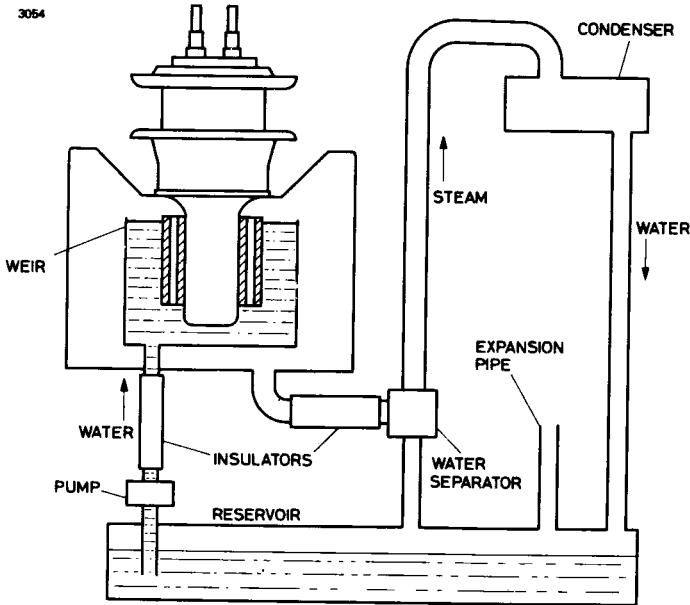 3054
CONDENSER
STEAM
WATER
WEIR
EXPANSION
PIPE
WATER
INSULATORS
WATER
SEPARATOR
PUMP
RESERVOIR